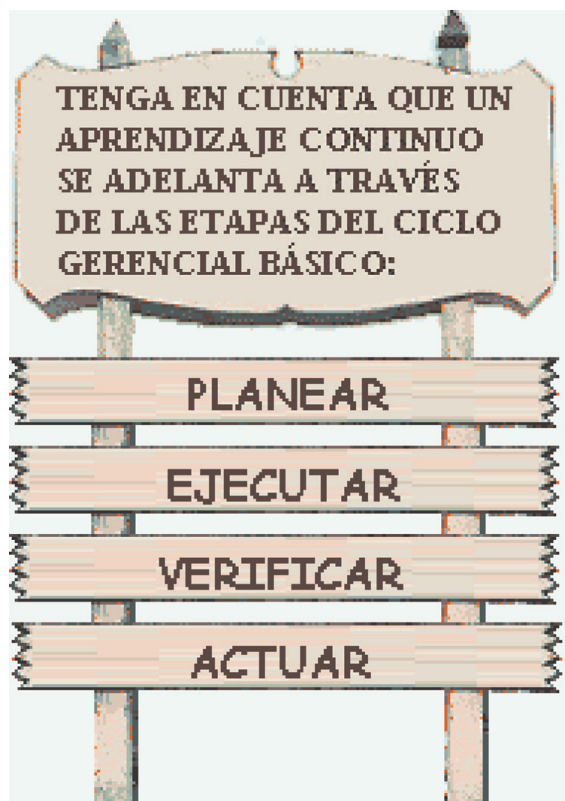 TENGA EN CUENTA QUE UN
APRENDIZAJE CONTINUO
SE ADELANTA A TRAVÉS
DE LAS ETAPAS DEL CICLO
GERENCIAL BÁSICO:
PLANEAR
EJECUTAR
VERIFICAR
ACTUAR